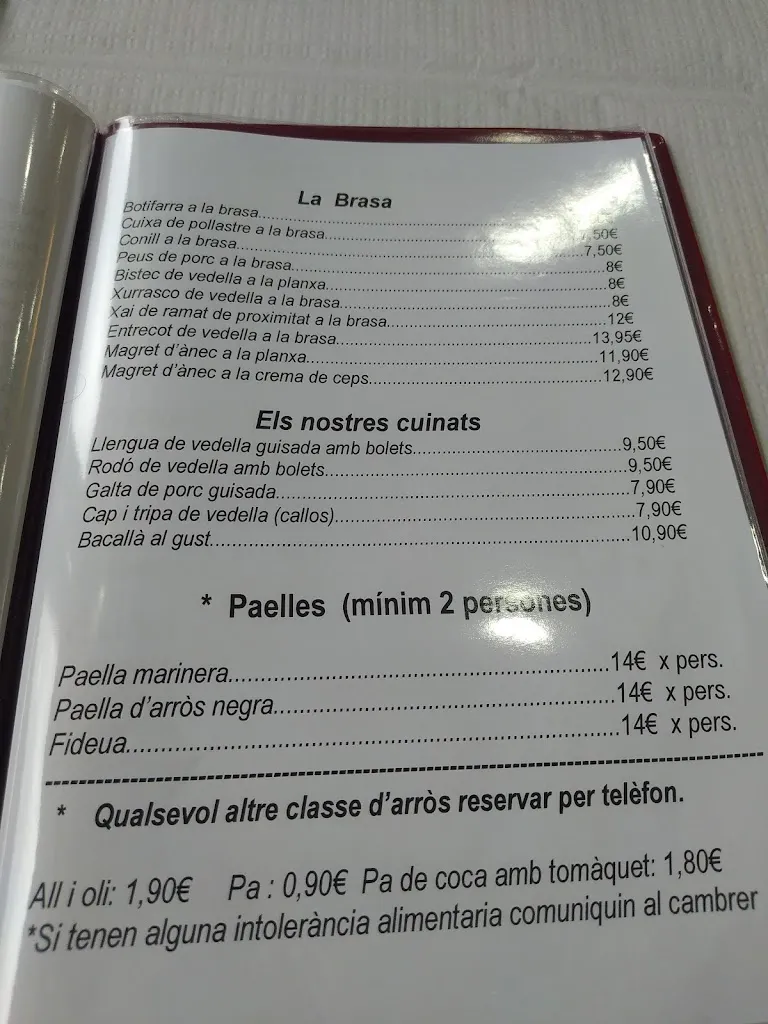 La Brasa
Botifarra a la brasa..............................
Cuixa de pollastre a la brasa..............................7,50€
Conill a la brasa..............................7,50€
Peus de porc a la brasa..............................8€
Bistec de vedella a la planxa..............................8€
Xurrasco de vedella a la brasa..............................8€
Xai de ramat de proximitat a la brasa..............................12€
Entrecot de vedella a la brasa..............................13,95€
Magret d'ànec a la planxa..............................11,90€
Magret d'ànec a la crema de ceps..............................12,90€
Els nostres cuinats
Llengua de vedella guisada amb bolets..............................9,50€
Rodó de vedella amb bolets..............................9,50€
Galta de porc guisada..............................7,90€
Cap i tripa de vedella (callos)..............................7,90€
Bacallà al gust..............................10,90€
* Paelles (mínim 2 persones)
Paella marinera..............................14€ x pers.
Paella d'arròs negra..............................14€ x pers.
Fideua..............................14€ x pers.
* Qualsevol altre classe d'arròs reservar per telèfon.
All i oli: 1,90€ Pa : 0,90€ Pa de coca amb tomàquet: 1,80€
*Si tenen alguna intolerància alimentaria comuniquin al cambrer